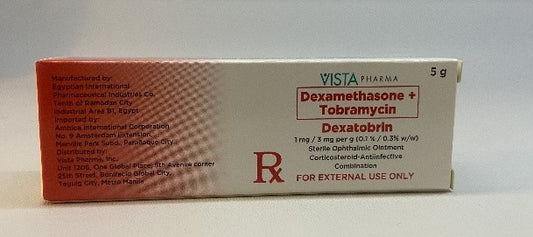 Manufactured by:
Egyptian International
Pharmaceutical Industries Co.
Tenth of Ramadan City
Industrial Area B1, Egypt
Imported by:
Ambica International Corporation
No. 9 Amsterdam Extension,
Merville Park Subd., Parañaque City
Distributed by:
Vista Pharma, Inc.
Unit 1206, One Global Place, 5th Avenue corner
25th Street, Bonifacio Global City,
Taguig City, Metro Manila
VISTA PHARMA
5 g
Dexamethasone +
Tobramycin
Dexatobrin
1 mg / 3 mg per g (0.1 % / 0.3% w/w)
Sterile Ophthalmic Ointment
Corticosteroid-Antiinfective
Combination
Rx
FOR EXTERNAL USE ONLY